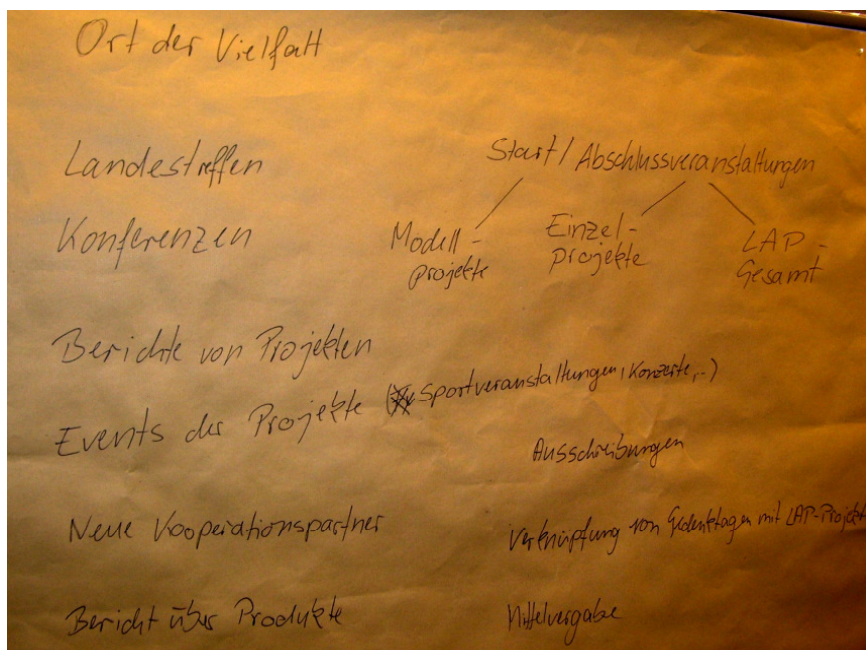 Ort der Vielfalt
Landestreffen
Start / Abschlussveranstaltungen
Konferenzen
Modell-
projekte
Einzel-
projekte
LAP -
Gesamt
Berichte von Projekten
Events der Projekte ( Sportveranstaltungen, Konzerte,..)
Ausschreibungen
Neue Kooperationspartner
Verknüpfung von Gedenktagen mit LAP-Projekt
Bericht über Produkte
Mittelvergabe